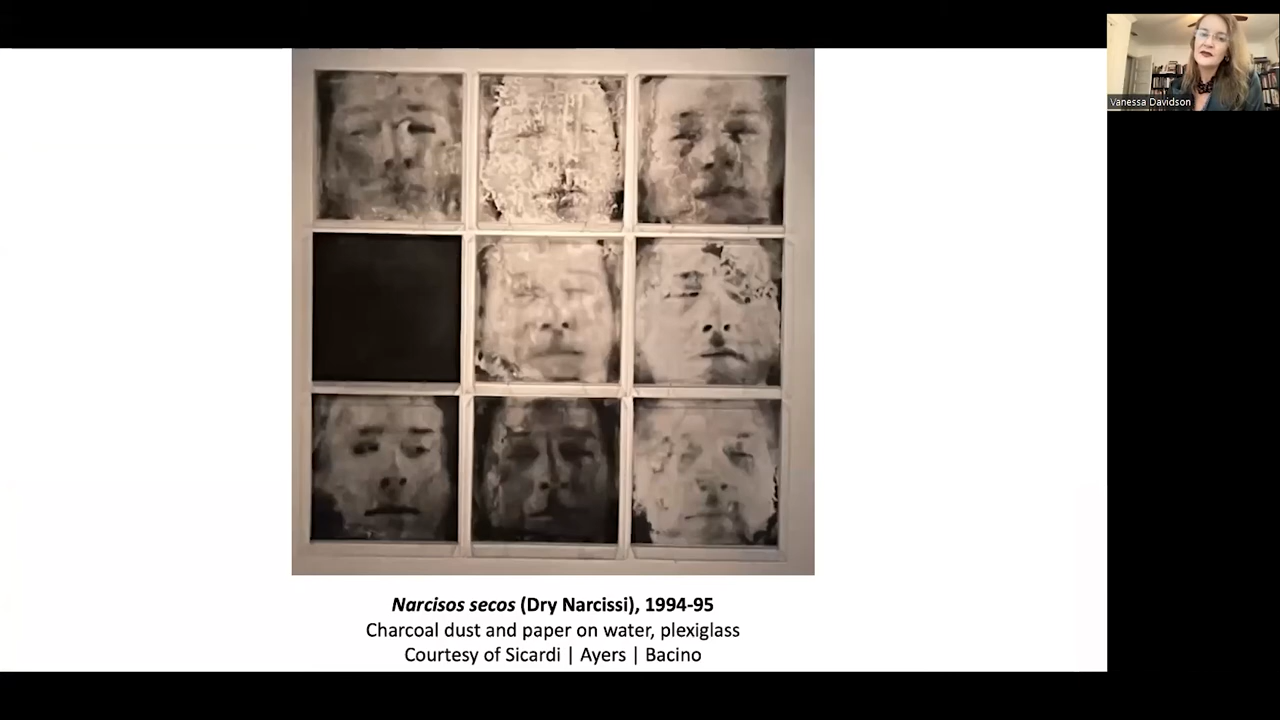 Vanessa Davidson
Narcisos secos (Dry Narcissi), 1994-95
Charcoal dust and paper on water, plexiglass
Courtesy of Sicardi | Ayers | Bacino